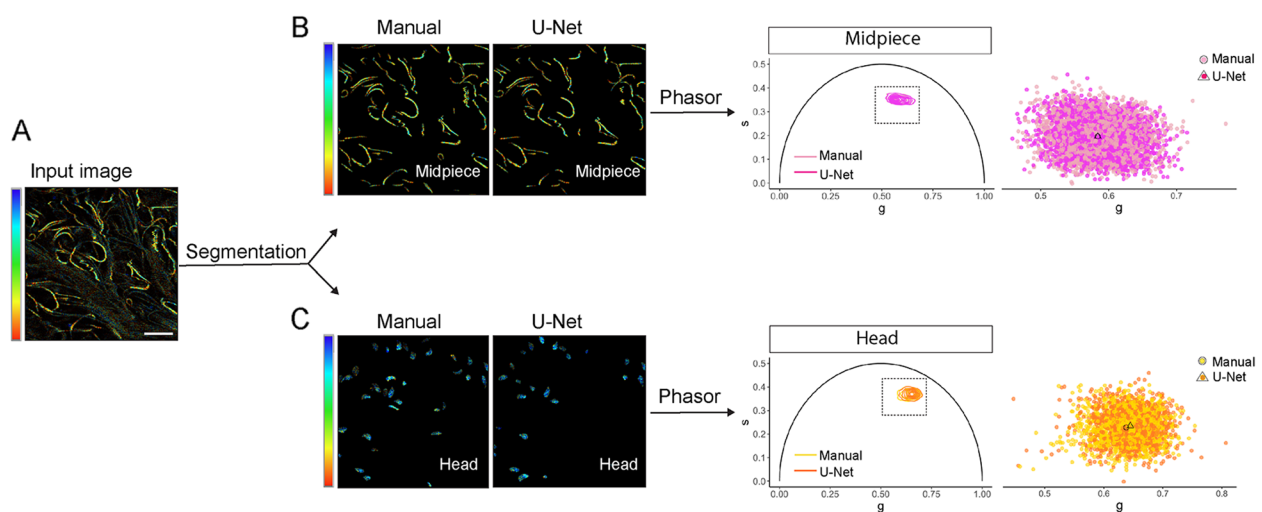 A
Input image
Segmentation
B
Manual
U-Net
Midpiece
Midpiece
Phasor
Midpiece
0.5
0.4
0.3
0.2
0.1
0.0
s
Manual
U-Net
0.00
0.25
0.50
0.75
1.00
g
Manual
U-Net
0.5
0.6
0.7
g
C
Manual
U-Net
Head
Head
Phasor
Head
0.5
0.4
0.3
0.2
0.1
0.0
s
Manual
U-Net
0.00
0.25
0.50
0.75
1.00
g
Manual
U-Net
0.5
0.6
0.7
0.8
g